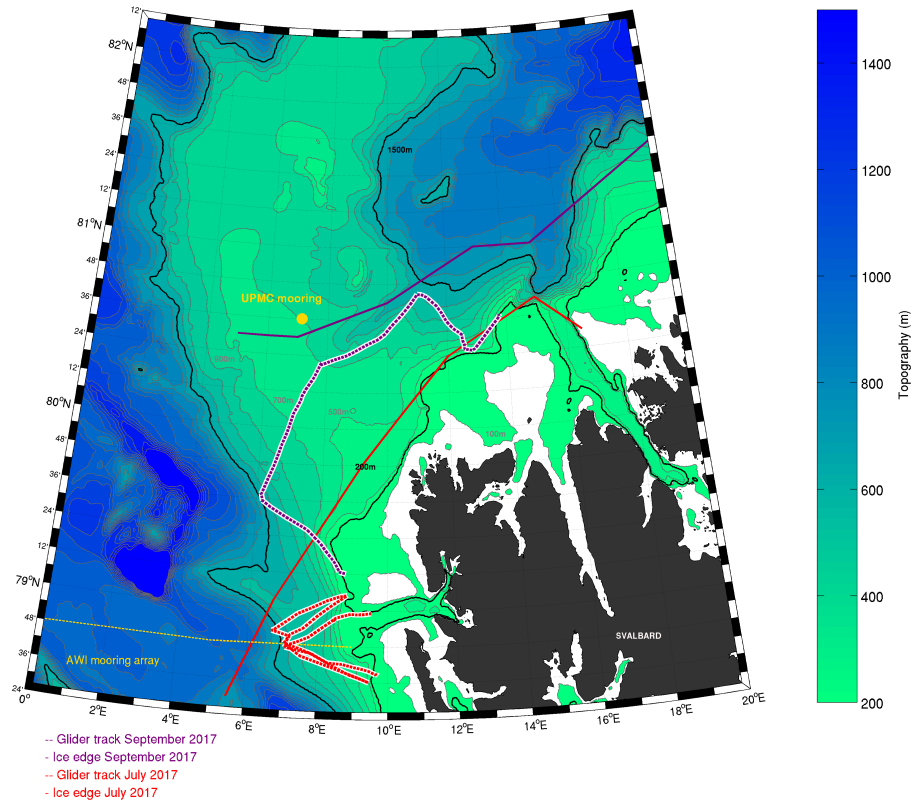 12'
82°N
48'
36'
24'
12'
81°N
48'
36'
24'
12'
80°N
48'
36'
24'
12'
79°N
48'
36'
24'
1500m
UPMC mooring
700m
500m
100m
200m
SVALBARD
AWI mooring array
0°
2°E
4°E
6°E
8°E
10°E
12°E
14°E
16°E
18°E
20°E
1400
1200
1000
800
600
400
200
Topography (m)
-- Glider track September 2017
- Ice edge September 2017
-- Glider track July 2017
- Ice edge July 2017